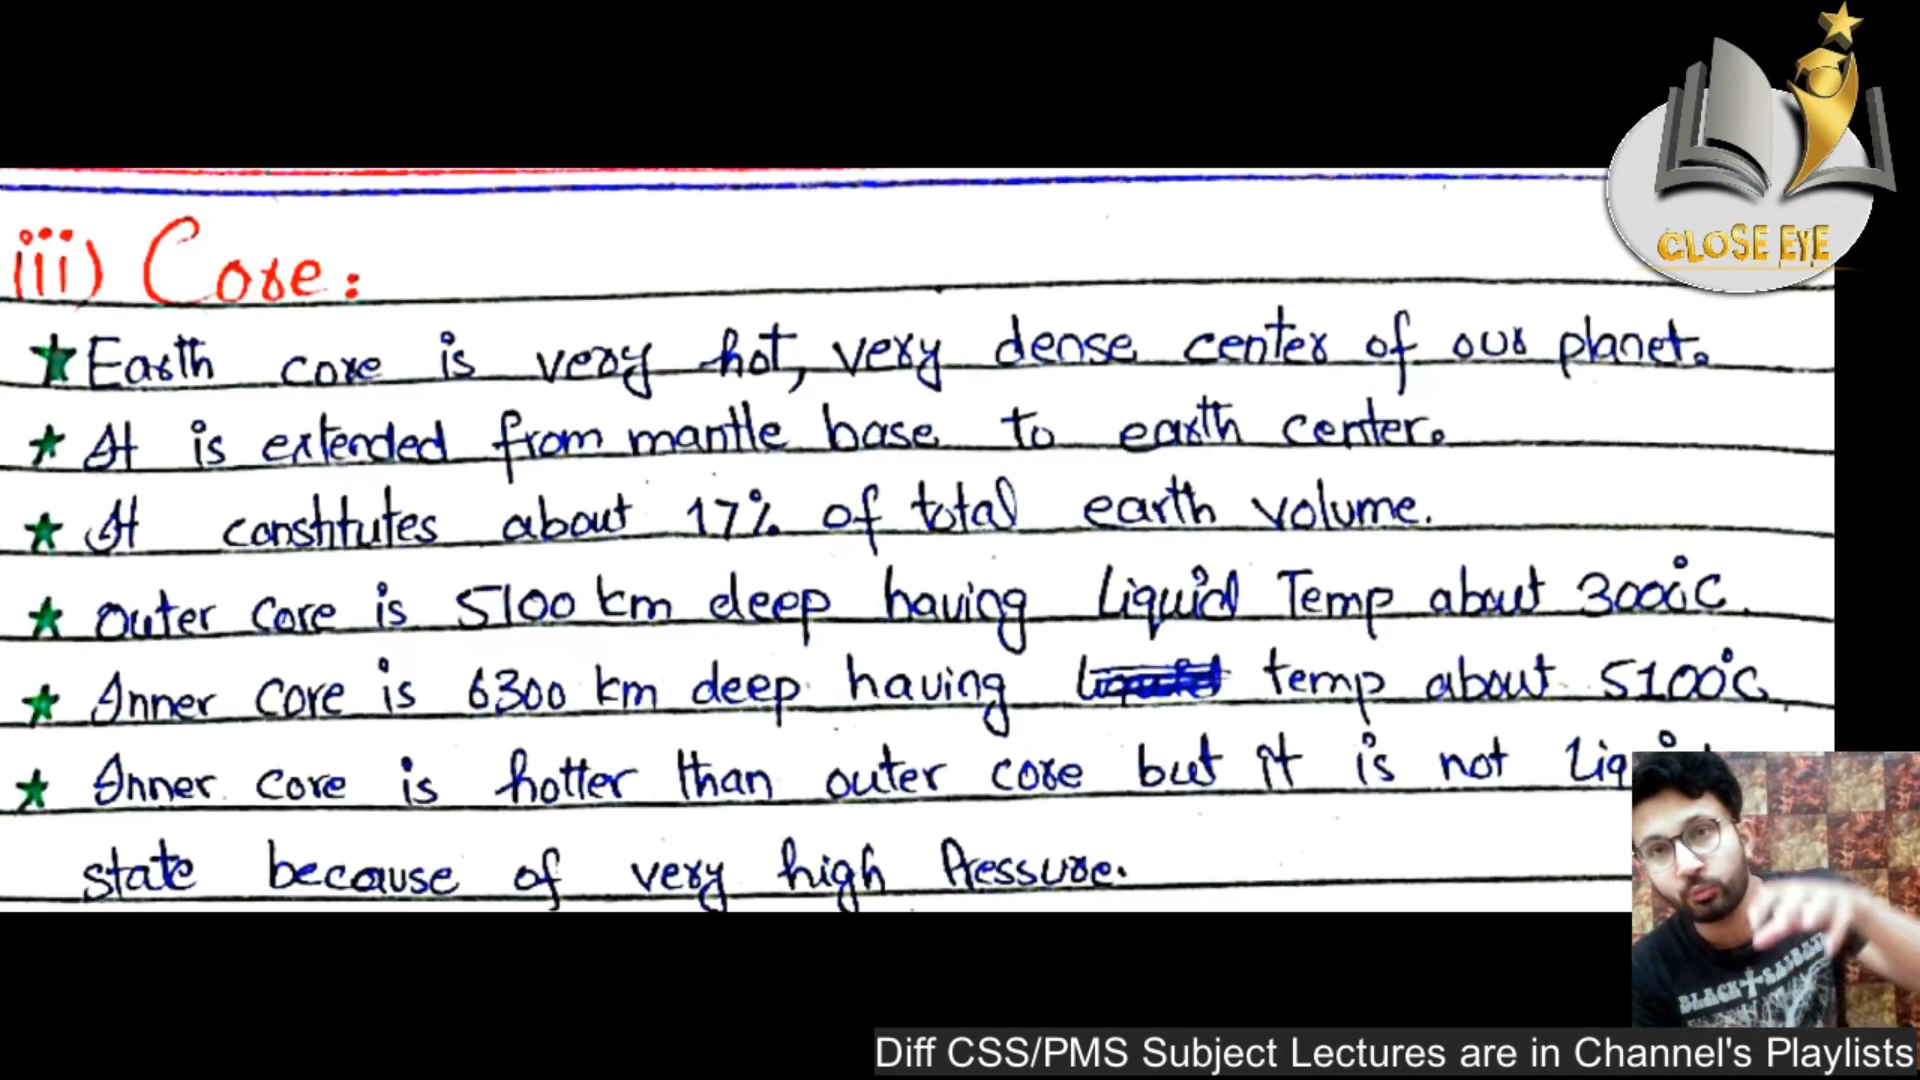 CLOSE EYE
iii) Core:
★ Earth core is very hot, very dense center of our planet.
★ It is extended from mantle base to earth center.
★ It constitutes about 17% of total earth volume.
★ Outer Core is 5100 km deep having Liquid Temp about 3000°C.
★ Inner Core is 6300 km deep having temp about 5100°C
★ Inner core is hotter than outer core but it is not
state because of very high Pressure.
BLACK SABBATH
Diff CSS/PMS Subject Lectures are in Channel's Playlists